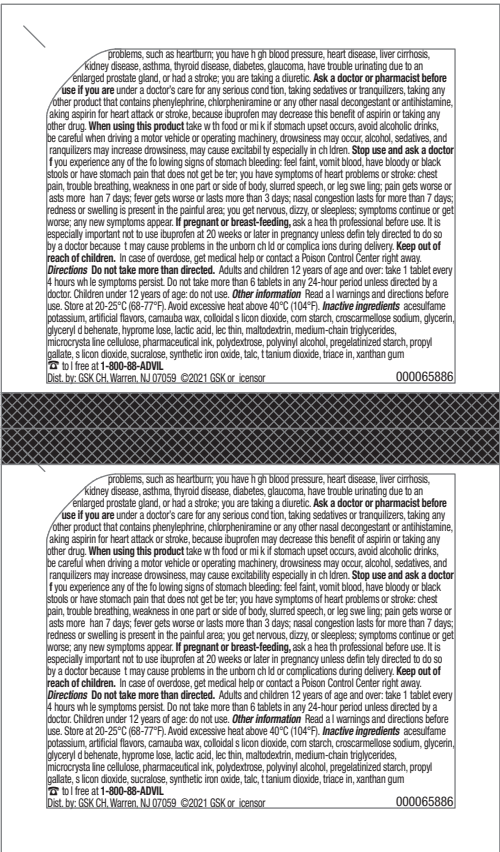 problems, such as heartburn; you have h gh blood pressure, heart disease, liver cirrhosis,
kidney disease, asthma, thyroid disease, diabetes, glaucoma, have trouble urinating due to an
enlarged prostate gland, or had a stroke; you are taking a diuretic. Ask a doctor or pharmacist before
use if you are under a doctor's care for any serious cond tion, taking sedatives or tranquilizers, taking any
other product that contains phenylephrine, chlorpheniramine or any other nasal decongestant or antihistamine,
aking aspirin for heart attack or stroke, because ibuprofen may decrease this benefit of aspirin or taking any
other drug. When using this product take w th food or mi k if stomach upset occurs, avoid alcoholic drinks,
be careful when driving a motor vehicle or operating machinery, drowsiness may occur, alcohol, sedatives, and
ranquilizers may increase drowsiness, may cause excitabil ty especially in ch ldren. Stop use and ask a doctor
f you experience any of the fo lowing signs of stomach bleeding: feel faint, vomit blood, have bloody or black
stools or have stomach pain that does not get be ter; you have symptoms of heart problems or stroke: chest
pain, trouble breathing, weakness in one part or side of body, slurred speech, or leg swe ling; pain gets worse or
asts more han 7 days; fever gets worse or lasts more than 3 days; nasal congestion lasts for more than 7 days;
redness or swelling is present in the painful area; you get nervous, dizzy, or sleepless; symptoms continue or get
worse; any new symptoms appear. If pregnant or breast-feeding, ask a hea th professional before use. It is
especially important not to use ibuprofen at 20 weeks or later in pregnancy unless defin tely directed to do so
by a doctor because t may cause problems in the unborn ch ld or complica ions during delivery. Keep out of
reach of children. In case of overdose, get medical help or contact a Poison Control Center right away.
Directions Do not take more than directed. Adults and children 12 years of age and over: take 1 tablet every
4 hours wh le symptoms persist. Do not take more than 6 tablets in any 24-hour period unless directed by a
doctor. Children under 12 years of age: do not use. Other information Read a l warnings and directions before
use. Store at 20-25°C (68-77°F). Avoid excessive heat above 40°C (104°F). Inactive ingredients acesulfame
potassium, artificial flavors, carnauba wax, colloidal s licon dioxide, corn starch, croscarmellose sodium, glycerin,
glyceryl d behenate, hyprome lose, lactic acid, lec thin, maltodextrin, medium-chain triglycerides,
microcrysta line cellulose, pharmaceutical ink, polydextrose, polyvinyl alcohol, pregelatinized starch, propyl
gallate, s licon dioxide, sucralose, synthetic iron oxide, talc, t tanium dioxide, triace in, xanthan gum
☎ to l free at 1-800-88-ADVIL
Dist. by: GSK CH, Warren, NJ 07059 ©2021 GSK or icensor 000065886
problems, such as heartburn; you have h gh blood pressure, heart disease, liver cirrhosis,
kidney disease, asthma, thyroid disease, diabetes, glaucoma, have trouble urinating due to an
enlarged prostate gland, or had a stroke; you are taking a diuretic. Ask a doctor or pharmacist before
use if you are under a doctor's care for any serious cond tion, taking sedatives or tranquilizers, taking any
other product that contains phenylephrine, chlorpheniramine or any other nasal decongestant or antihistamine,
aking aspirin for heart attack or stroke, because ibuprofen may decrease this benefit of aspirin or taking any
other drug. When using this product take w th food or mi k if stomach upset occurs, avoid alcoholic drinks,
be careful when driving a motor vehicle or operating machinery, drowsiness may occur, alcohol, sedatives, and
ranquilizers may increase drowsiness, may cause excitability especially in ch ldren. Stop use and ask a doctor
f you experience any of the fo lowing signs of stomach bleeding: feel faint, vomit blood, have bloody or black
stools or have stomach pain that does not get be ter; you have symptoms of heart problems or stroke: chest
pain, trouble breathing, weakness in one part or side of body, slurred speech, or leg swe ling; pain gets worse or
asts more han 7 days; fever gets worse or lasts more than 3 days; nasal congestion lasts for more than 7 days;
redness or swelling is present in the painful area; you get nervous, dizzy, or sleepless; symptoms continue or get
worse; any new symptoms appear. If pregnant or breast-feeding, ask a hea th professional before use. It is
especially important not to use ibuprofen at 20 weeks or later in pregnancy unless defin tely directed to do so
by a doctor because t may cause problems in the unborn ch ld or complications during delivery. Keep out of
reach of children. In case of overdose, get medical help or contact a Poison Control Center right away.
Directions Do not take more than directed. Adults and children 12 years of age and over: take 1 tablet every
4 hours wh le symptoms persist. Do not take more than 6 tablets in any 24-hour period unless directed by a
doctor. Children under 12 years of age: do not use. Other information Read a l warnings and directions before
use. Store at 20-25°C (68-77°F). Avoid excessive heat above 40°C (104°F). Inactive ingredients acesulfame
potassium, artificial flavors, carnauba wax, colloidal s licon dioxide, corn starch, croscarmellose sodium, glycerin,
glyceryl d behenate, hyprome lose, lactic acid, lec thin, maltodextrin, medium-chain triglycerides,
microcrysta line cellulose, pharmaceutical ink, polydextrose, polyvinyl alcohol, pregelatinized starch, propyl
gallate, s licon dioxide, sucralose, synthetic iron oxide, talc, t tanium dioxide, triace in, xanthan gum
☎ to l free at 1-800-88-ADVIL
Dist. by: GSK CH, Warren, NJ 07059 ©2021 GSK or icensor 000065886